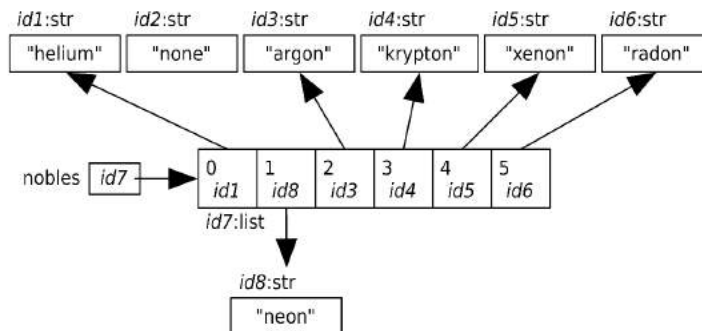 id1:str id2:str id3:str id4:str id5:str id6:str
"helium" "none" "argon" "krypton" "xenon" "radon"
0 1 2 3 4 5
nobles id7 id1 id8 id3 id4 id5 id6
id7:list
id8:str
"neon"